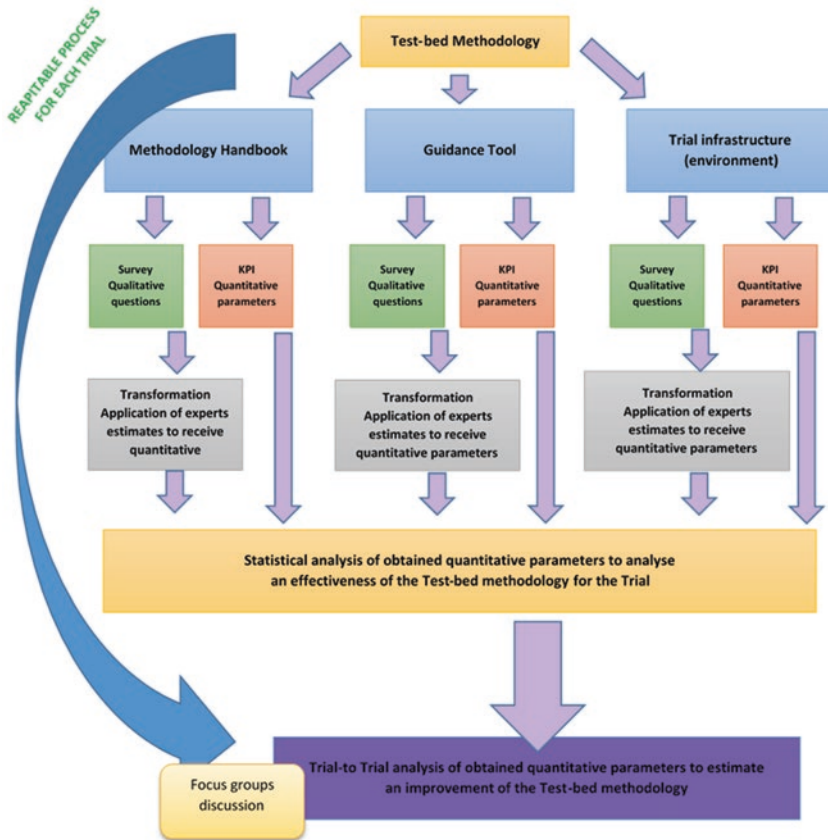 REAPITABLE PROCESS
FOR EACH TRIAL
Test-bed Methodology
Methodology Handbook
Guidance Tool
Trial infrastructure
(environment)
Survey
Qualitative
questions
KPI
Quantitative
parameters
Survey
Qualitative
questions
KPI
Quantitative
parameters
Survey
Qualitative
questions
KPI
Quantitative
parameters
Transformation
Application of experts
estimates to receive
quantitative
Transformation
Application of experts
estimates to receive
quantitative parameters
Transformation
Application of experts
estimates to receive
quantitative parameters
Statistical analysis of obtained quantitative parameters to analyse
an effectiveness of the Test-bed methodology for the Trial
Trial-to Trial analysis of obtained quantitative parameters to estimate
an improvement of the Test-bed methodology
Focus groups
discussion